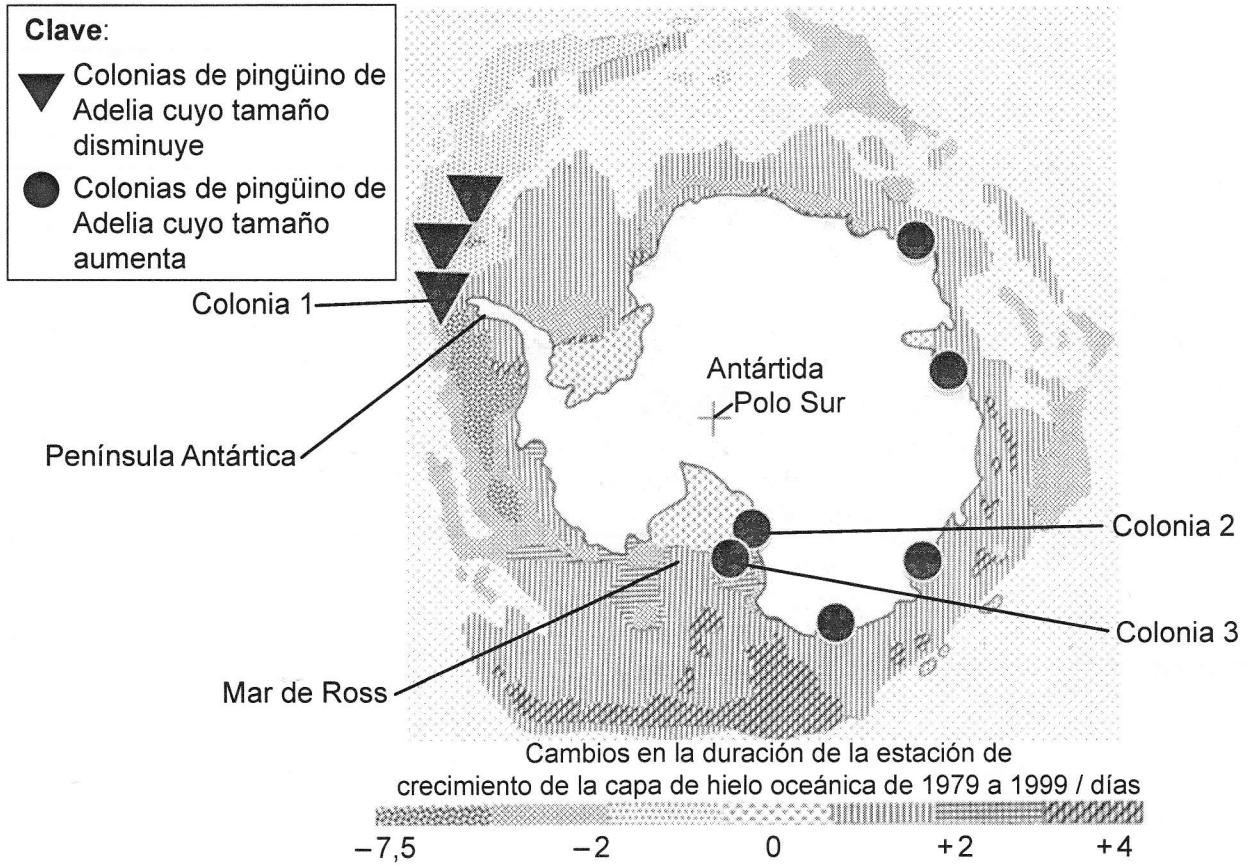 Clave:
Colonias de pingüino de
Adelia cuyo tamaño
disminuye
Colonias de pingüino de
Adelia cuyo tamaño
aumenta
Colonia 1
Antártida
Polo Sur
Península Antártica
Colonia 2
Colonia 3
Mar de Ross
Cambios en la duración de la estación de
crecimiento de la capa de hielo oceánica de 1979 a 1999 / días
–7,5 –2 0 +2 +4